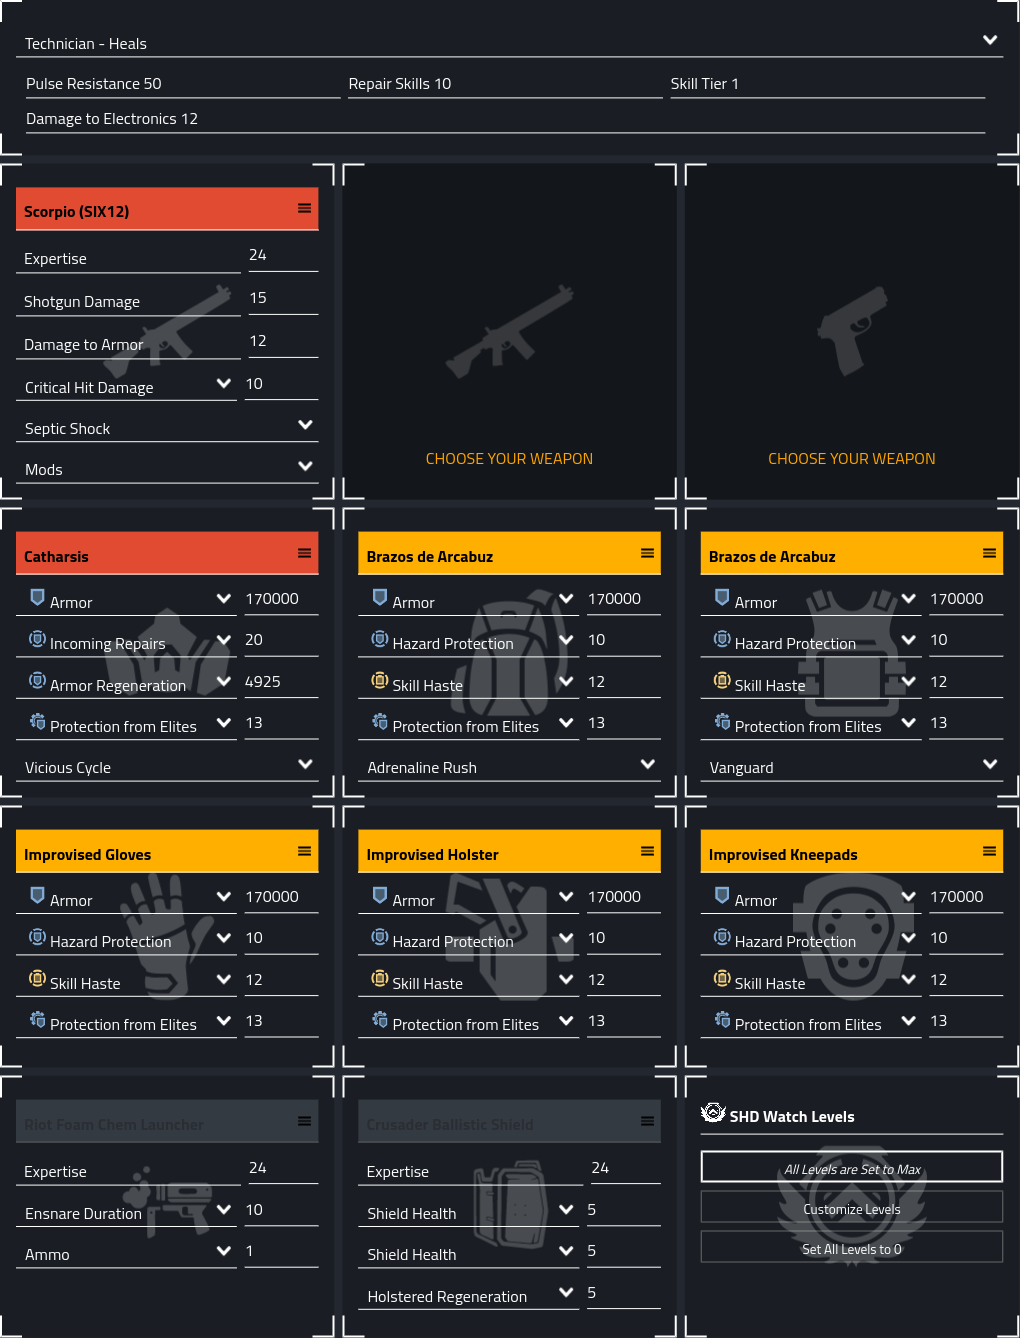 Technician - Heals
Pulse Resistance 50 Repair Skills 10 Skill Tier 1
Damage to Electronics 12
Scorpio (SIX12)
Expertise 24
Shotgun Damage 15
Damage to Armor 12
Critical Hit Damage 10
Septic Shock
Mods
CHOOSE YOUR WEAPON
CHOOSE YOUR WEAPON
Catharsis
Armor 170000
Incoming Repairs 20
Armor Regeneration 4925
Protection from Elites 13
Vicious Cycle
Brazos de Arcabuz
Armor 170000
Hazard Protection 10
Skill Haste 12
Protection from Elites 13
Adrenaline Rush
Brazos de Arcabuz
Armor 170000
Hazard Protection 10
Skill Haste 12
Protection from Elites 13
Vanguard
Improvised Gloves
Armor 170000
Hazard Protection 10
Skill Haste 12
Protection from Elites 13
Improvised Holster
Armor 170000
Hazard Protection 10
Skill Haste 12
Protection from Elites 13
Improvised Kneepads
Armor 170000
Hazard Protection 10
Skill Haste 12
Protection from Elites 13
Riot Foam Chem Launcher
Expertise 24
Ensnare Duration 10
Ammo 1
Crusader Ballistic Shield
Expertise 24
Shield Health 5
Shield Health 5
Holstered Regeneration 5
SHD Watch Levels
All Levels are Set to Max
Customize Levels
Set All Levels to 0